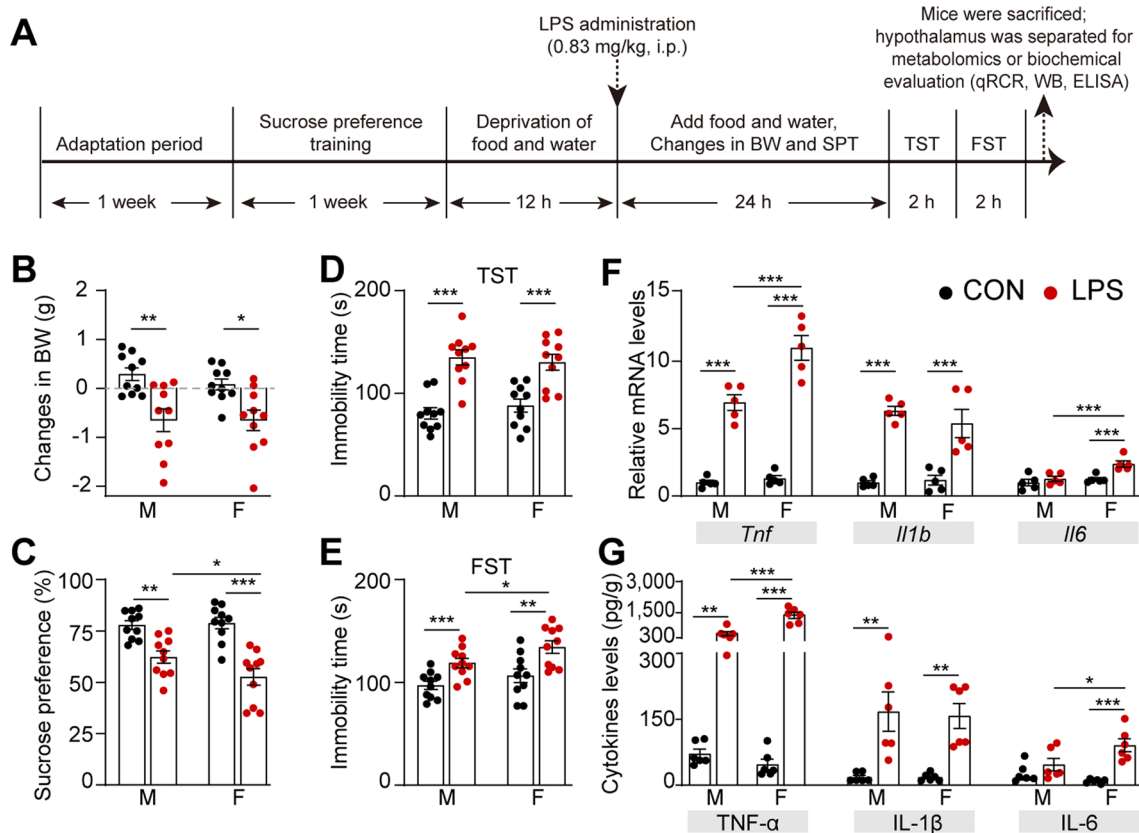 A
LPS administration
(0.83 mg/kg, i.p.)
Mice were sacrificed;
hypothalamus was separated for
metabolomics or biochemical
evaluation (qRCR, WB, ELISA)
Adaptation period
Sucrose preference
training
Deprivation of
food and water
Add food and water,
Changes in BW and SPT
TST
FST
1 week
1 week
12 h
24 h
2 h
2 h
B
Changes in BW (g)
2
1
0
-1
-2
**
*
M
F
C
Sucrose preference (%)
100
75
50
25
0
**
*
***
M
F
D
TST
Immobility time (s)
200
100
0
***
***
M
F
E
FST
Immobility time (s)
200
100
0
***
*
**
M
F
F
CON
LPS
Relative mRNA levels
15
10
5
0
***
***
***
***
***
***
***
M
F
M
F
M
F
Tnf
Il1b
Il6
G
Cytokines levels (pg/g)
3,000
1,500
300
300
150
0
**
***
***
**
**
*
***
M
F
M
F
M
F
TNF-α
IL-1β
IL-6